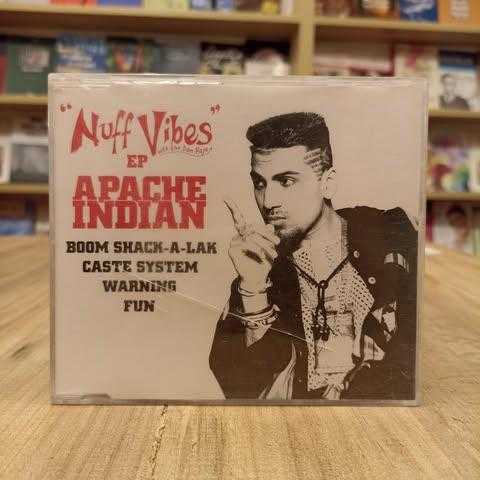 "Nuff Vibes"
EP
APACHE
INDIAN
BOOM SHACK-A-LAK
CASTE SYSTEM
WARNING
FUN